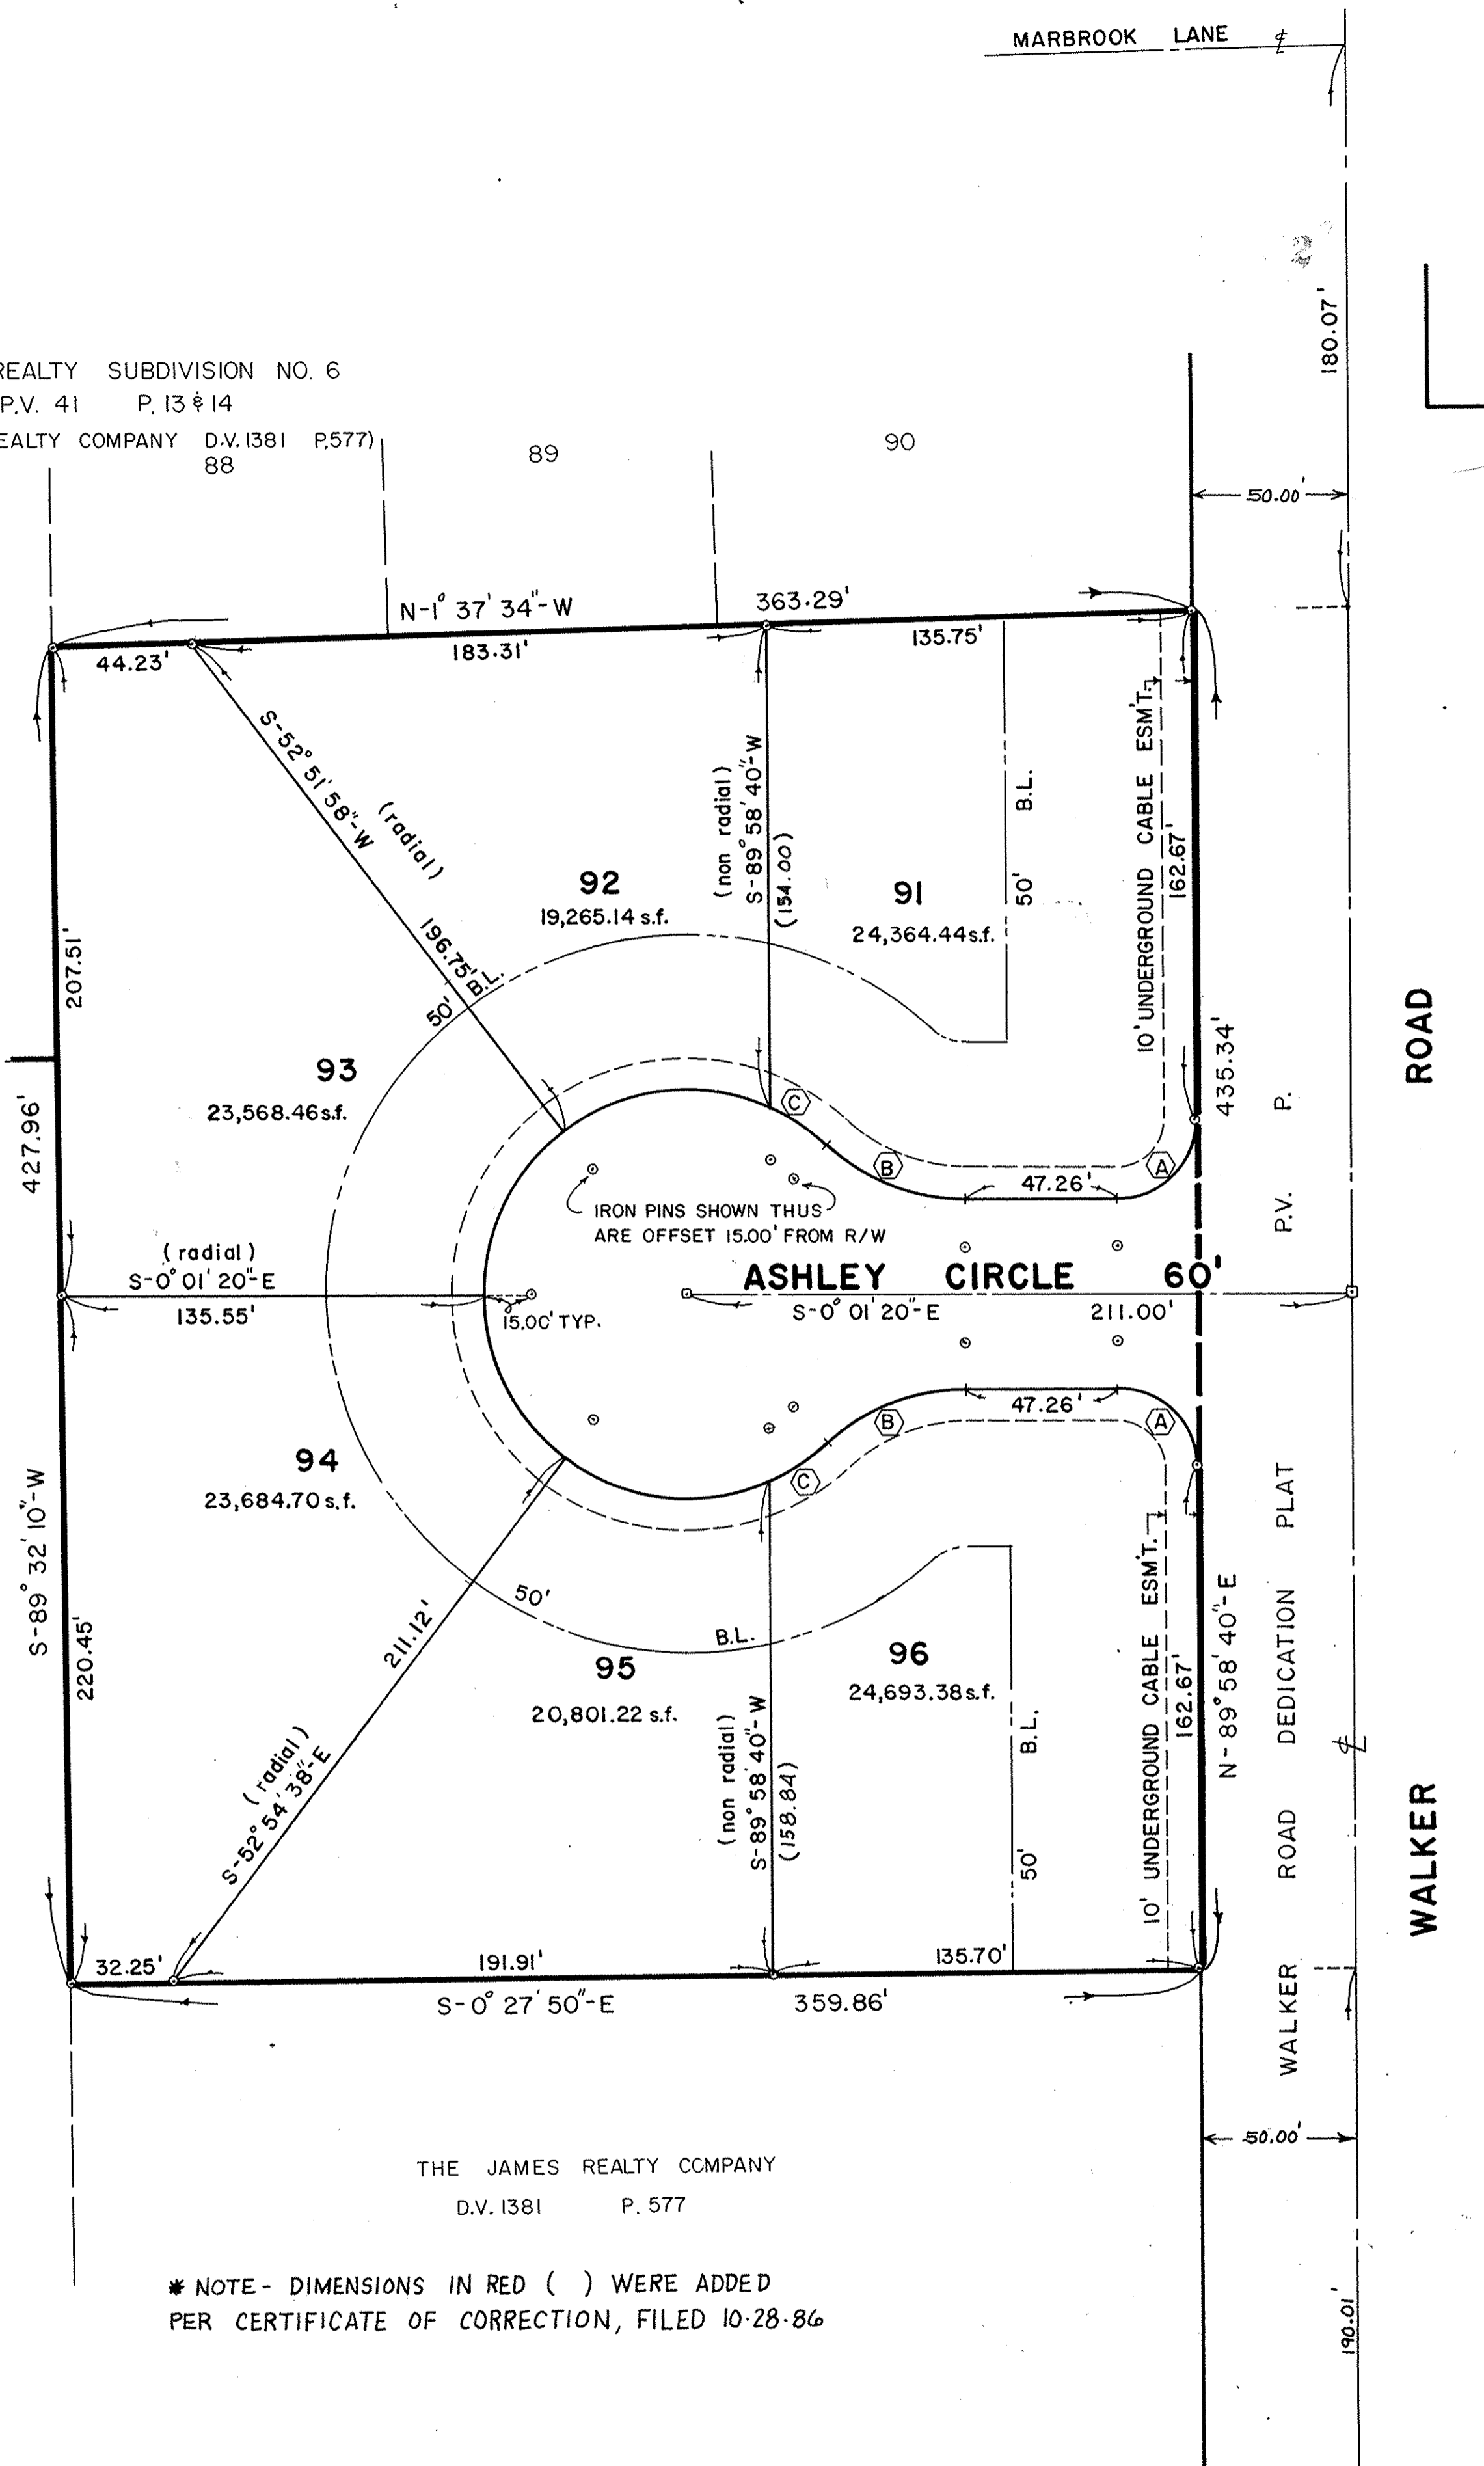 MARBROOK LANE ℄
180.07'
REALTY SUBDIVISION NO. 6
P.V. 41 P. 13 & 14
EALTY COMPANY D.V. 1381 P.577)
88
89
90
50.00'
N-1° 37' 34"-W
363.29'
44.23'
183.31'
135.75'
S-52° 51' 58"-W
(radial)
196.75'
(non radial)
S-89° 58' 40"-W
(154.00)
B.L.
50'
10' UNDERGROUND CABLE ESM'T.
162.67'
92
19,265.14 s.f.
91
24,364.44 s.f.
207.51'
50' B.L.
93
23,568.46 s.f.
427.96'
435.34'
ROAD
C
B
A
47.26'
IRON PINS SHOWN THUS
ARE OFFSET 15.00' FROM R/W
P.V. P.
(radial)
S-0° 01' 20"-E
135.55'
15.00' TYP.
ASHLEY CIRCLE 60'
S-0° 01' 20"-E
211.00'
47.26'
B
A
C
94
23,684.70 s.f.
S-89° 32' 10"-W
220.45'
50'
B.L.
211.12'
(radial)
S-52° 54' 38"-E
95
20,801.22 s.f.
96
24,693.38 s.f.
(non radial)
S-89° 58' 40"-W
(158.84)
B.L.
50'
10' UNDERGROUND CABLE ESM'T.
162.67'
N-89° 58' 40"-E
WALKER ROAD DEDICATION PLAT
℄
WALKER
32.25'
191.91'
135.70'
S-0° 27' 50"-E
359.86'
50.00'
THE JAMES REALTY COMPANY
D.V. 1381 P. 577
* NOTE - DIMENSIONS IN RED ( ) WERE ADDED
PER CERTIFICATE OF CORRECTION, FILED 10·28·86
190.01'